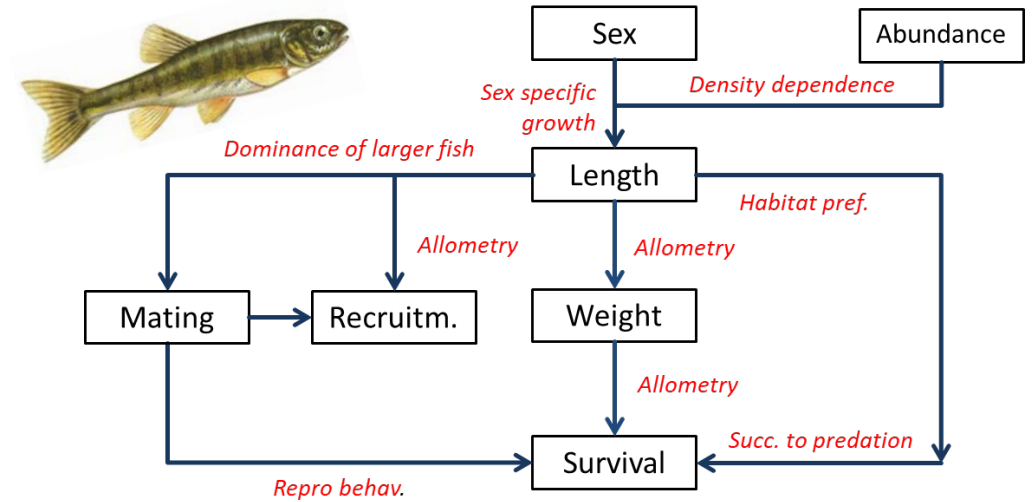 Sex
Abundance
Sex specific
growth
Density dependence
Dominance of larger fish
Length
Habitat pref.
Allometry
Allometry
Mating
Recruitm.
Weight
Allometry
Succ. to predation
Survival
Repro behav.